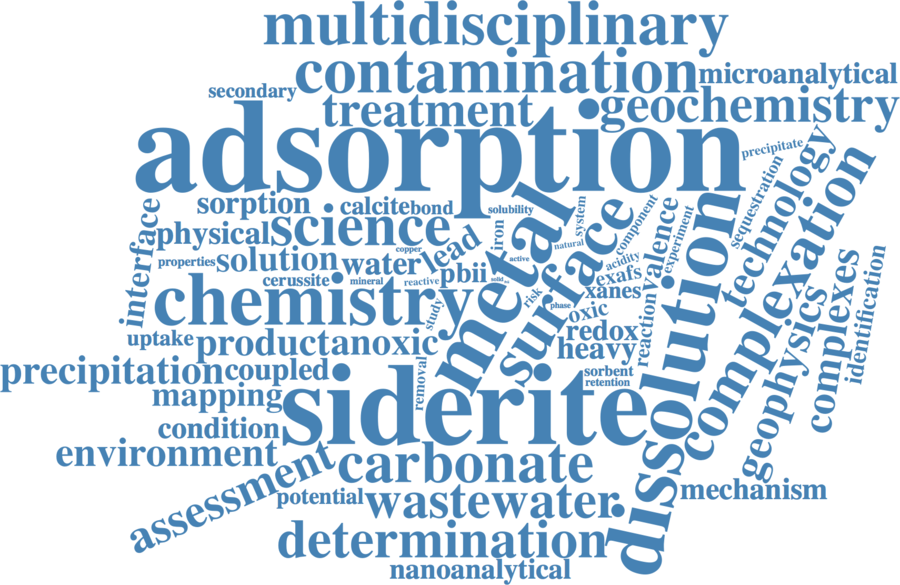 multidisciplinary
contamination
microanalytical
secondary
treatment
geochemistry
adsorption
precipitate
sorption
calcite
bond
solubility
system
component
experiment
sequestration
technology
complexation
interface
physical
science
lead
iron
metal
surface
valence
dissolution
copper
natural
active
acidity
properties
solution
water
cerussite
mineral
reactive
pbii
solid
exafs
xanes
risk
phase
chemistry
study
oxic
redox
reaction
geophysics
complexes
identification
uptake
product
anoxic
heavy
precipitation
coupled
removal
sorbent
retention
mapping
siderite
condition
environment
carbonate
assessment
potential
wastewater
mechanism
determination
nanoanalytical